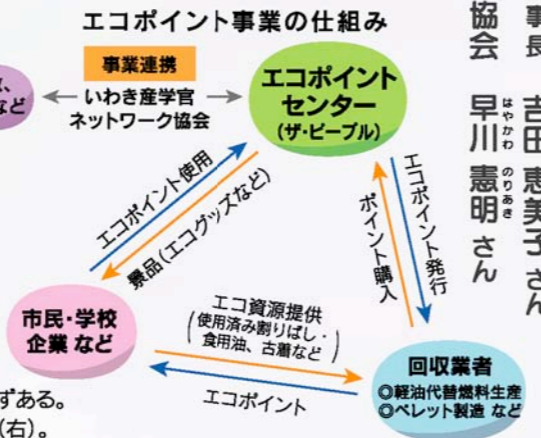 エコポイント事業の仕組み
事業連携
いわき産学官
ネットワーク協会
など
エコポイント
センター
(ザ・ピープル)
エコポイント使用
景品(エコグッズなど)
エコポイント発行
ポイント購入
市民・学校
企業 など
エコ資源提供
(使用済み割りばし・
食用油、古着など)
エコポイント
回収業者
◎軽油代替燃料生産
◎ペレット製造 など
ずある。
(右)。
事長 吉田 恵美子 さん
協会 早川 憲明 さん
はやかわ のりあき